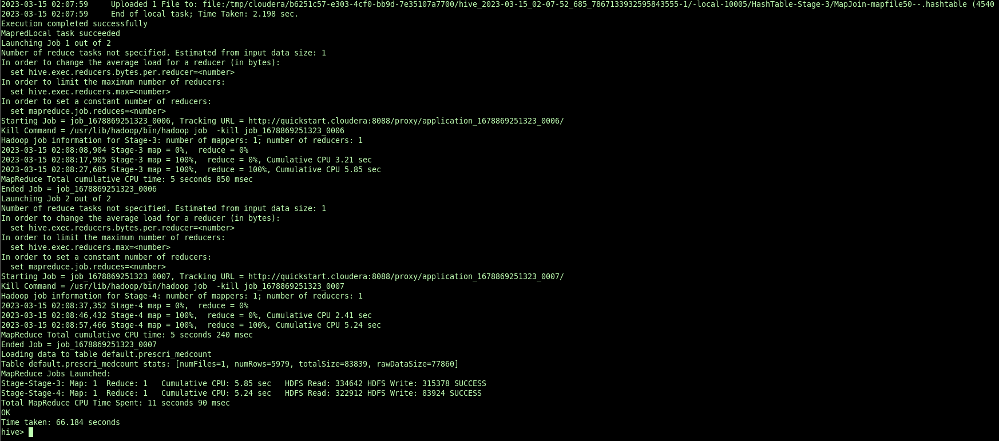 2023-03-15 02:07:59     Uploaded 1 File to: file:/tmp/cloudera/b6251c57-e303-4cf0-bb9d-7e35107a7700/hive_2023-03-15_02-07-52_685_7867133932595843555-1/-local-10005/HashTable-Stage-3/MapJoin-mapfile50--.hashtable (4540
2023-03-15 02:07:59     End of local task; Time Taken: 2.198 sec.
Execution completed successfully
MapredLocal task succeeded
Launching Job 1 out of 2
Number of reduce tasks not specified. Estimated from input data size: 1
In order to change the average load for a reducer (in bytes):
  set hive.exec.reducers.bytes.per.reducer=<number>
In order to limit the maximum number of reducers:
  set hive.exec.reducers.max=<number>
In order to set a constant number of reducers:
  set mapreduce.job.reduces=<number>
Starting Job = job_1678869251323_0006, Tracking URL = http://quickstart.cloudera:8088/proxy/application_1678869251323_0006/
Kill Command = /usr/lib/hadoop/bin/hadoop job  -kill job_1678869251323_0006
Hadoop job information for Stage-3: number of mappers: 1; number of reducers: 1
2023-03-15 02:08:08,904 Stage-3 map = 0%,  reduce = 0%
2023-03-15 02:08:17,905 Stage-3 map = 100%,  reduce = 0%, Cumulative CPU 3.21 sec
2023-03-15 02:08:27,685 Stage-3 map = 100%,  reduce = 100%, Cumulative CPU 5.85 sec
MapReduce Total cumulative CPU time: 5 seconds 850 msec
Ended Job = job_1678869251323_0006
Launching Job 2 out of 2
Number of reduce tasks not specified. Estimated from input data size: 1
In order to change the average load for a reducer (in bytes):
  set hive.exec.reducers.bytes.per.reducer=<number>
In order to limit the maximum number of reducers:
  set hive.exec.reducers.max=<number>
In order to set a constant number of reducers:
  set mapreduce.job.reduces=<number>
Starting Job = job_1678869251323_0007, Tracking URL = http://quickstart.cloudera:8088/proxy/application_1678869251323_0007/
Kill Command = /usr/lib/hadoop/bin/hadoop job  -kill job_1678869251323_0007
Hadoop job information for Stage-4: number of mappers: 1; number of reducers: 1
2023-03-15 02:08:37,352 Stage-4 map = 0%,  reduce = 0%
2023-03-15 02:08:46,432 Stage-4 map = 100%,  reduce = 0%, Cumulative CPU 2.41 sec
2023-03-15 02:08:57,466 Stage-4 map = 100%,  reduce = 100%, Cumulative CPU 5.24 sec
MapReduce Total cumulative CPU time: 5 seconds 240 msec
Ended Job = job_1678869251323_0007
Loading data to table default.prescri_medcount
Table default.prescri_medcount stats: [numFiles=1, numRows=5979, totalSize=83839, rawDataSize=77860]
MapReduce Jobs Launched:
Stage-Stage-3: Map: 1  Reduce: 1   Cumulative CPU: 5.85 sec   HDFS Read: 334642 HDFS Write: 315378 SUCCESS
Stage-Stage-4: Map: 1  Reduce: 1   Cumulative CPU: 5.24 sec   HDFS Read: 322912 HDFS Write: 83924 SUCCESS
Total MapReduce CPU Time Spent: 11 seconds 90 msec
OK
Time taken: 66.184 seconds
hive>